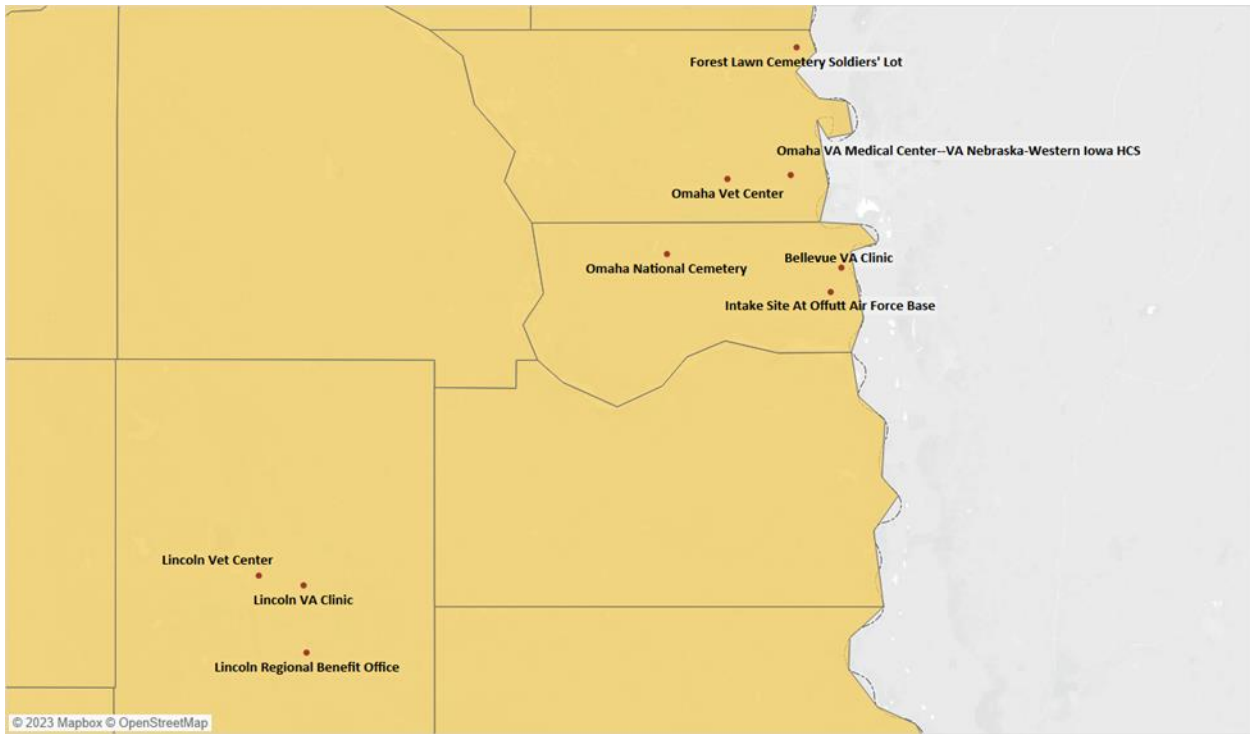 Forest Lawn Cemetery Soldiers' Lot
Omaha VA Medical Center--VA Nebraska-Western Iowa HCS
Omaha Vet Center
Bellevue VA Clinic
Omaha National Cemetery
Intake Site At Offutt Air Force Base
Lincoln Vet Center
Lincoln VA Clinic
Lincoln Regional Benefit Office
© 2023 Mapbox © OpenStreetMap